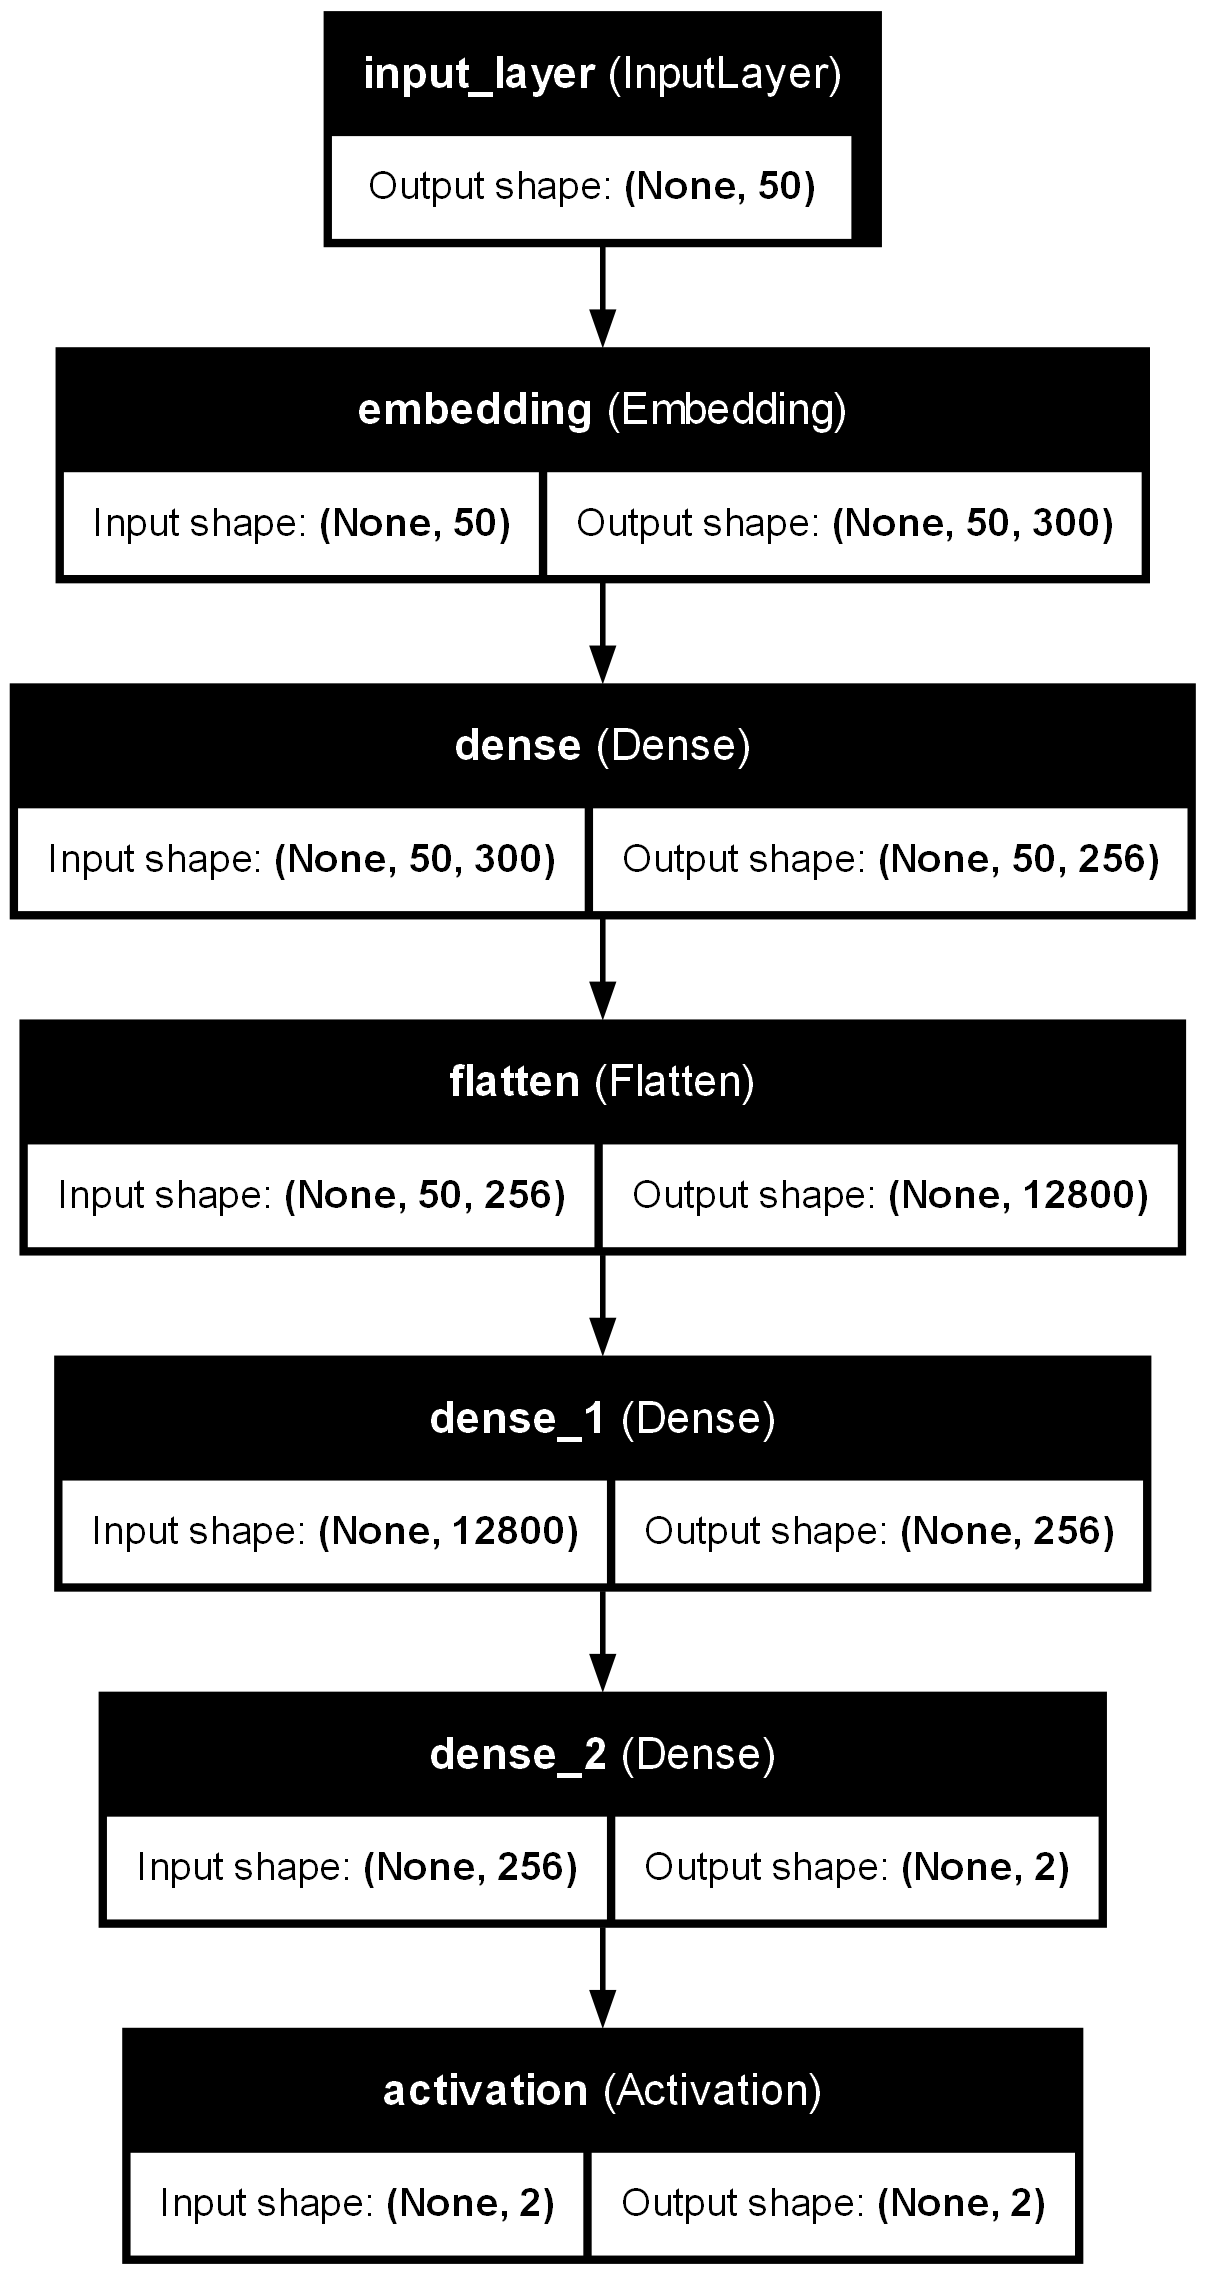 input_layer (InputLayer)
Output shape: (None, 50)
embedding (Embedding)
Input shape: (None, 50) Output shape: (None, 50, 300)
dense (Dense)
Input shape: (None, 50, 300) Output shape: (None, 50, 256)
flatten (Flatten)
Input shape: (None, 50, 256) Output shape: (None, 12800)
dense_1 (Dense)
Input shape: (None, 12800) Output shape: (None, 256)
dense_2 (Dense)
Input shape: (None, 256) Output shape: (None, 2)
activation (Activation)
Input shape: (None, 2) Output shape: (None, 2)